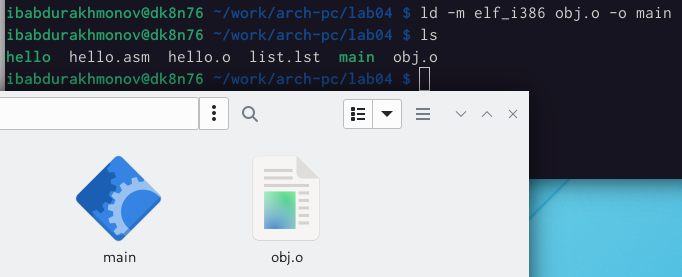 ibabdurakhmonov@dk8n76 ~/work/arch-pc/lab04 $ ld -m elf_i386 obj.o -o main
ibabdurakhmonov@dk8n76 ~/work/arch-pc/lab04 $ ls
hello  hello.asm  hello.o  list.lst  main  obj.o
ibabdurakhmonov@dk8n76 ~/work/arch-pc/lab04 $
main
obj.o